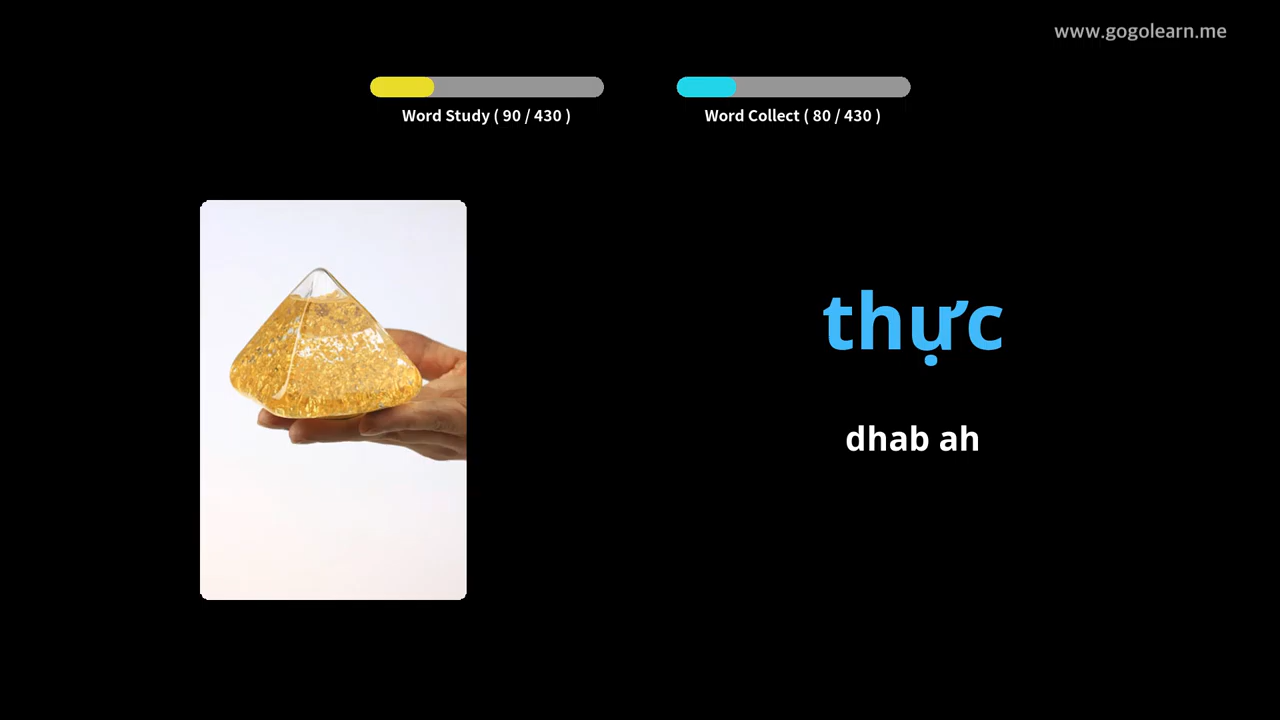 www.gogolearn.me
Word Study ( 90 / 430 )
Word Collect ( 80 / 430 )
thực
dhab ah